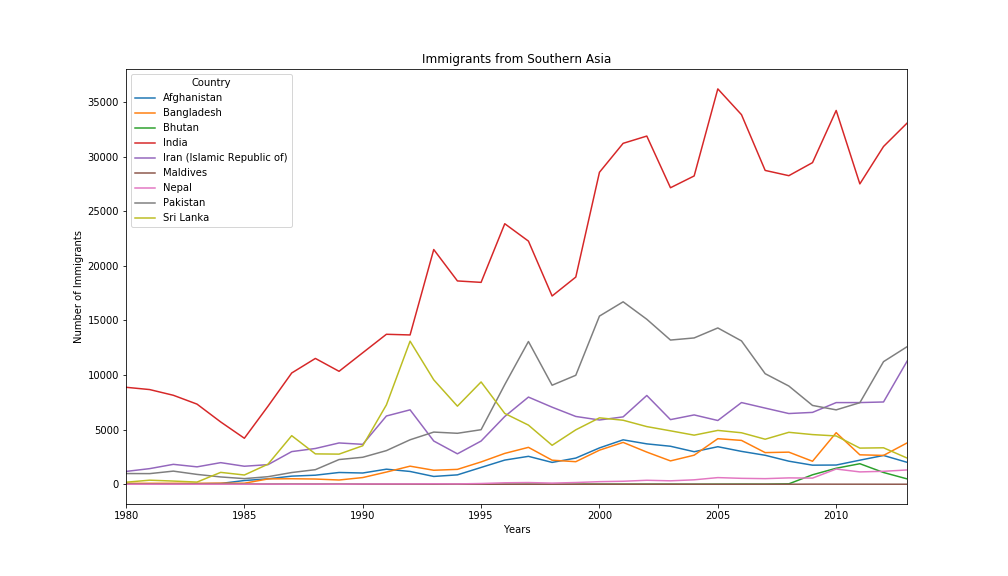 Immigrants from Southern Asia
Country
Afghanistan
Bangladesh
Bhutan
India
Iran (Islamic Republic of)
Maldives
Nepal
Pakistan
Sri Lanka
35000
30000
25000
20000
15000
10000
5000
0
Number of Immigrants
1980 1985 1990 1995 2000 2005 2010
Years